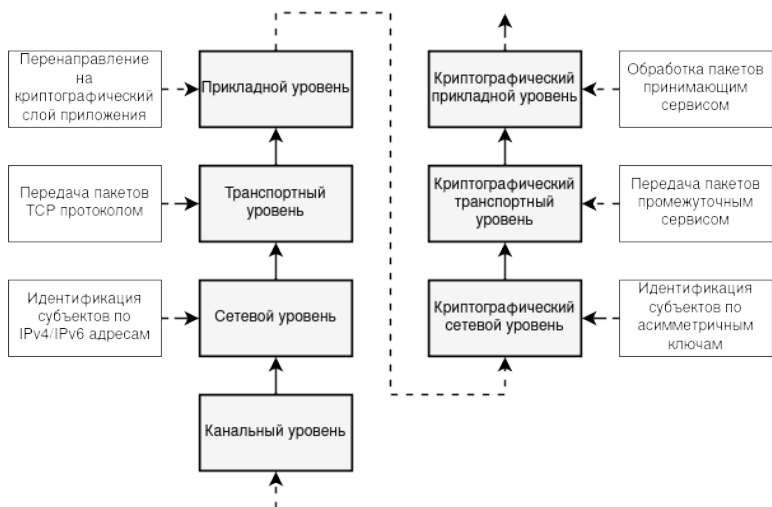 Перенаправление
на
криптографический
слой приложения
Прикладной уровень
Криптографический
прикладной уровень
Обработка пакетов
принимающим
сервисом
Передача пакетов
TCP протоколом
Транспортный
уровень
Криптографический
транспортный
уровень
Передача пакетов
промежуточным
сервисом
Идентификация
субъектов по
IPv4/IPv6 адресам
Сетевой уровень
Криптографический
сетевой уровень
Идентификация
субъектов по
асимметричным
ключам
Канальный уровень